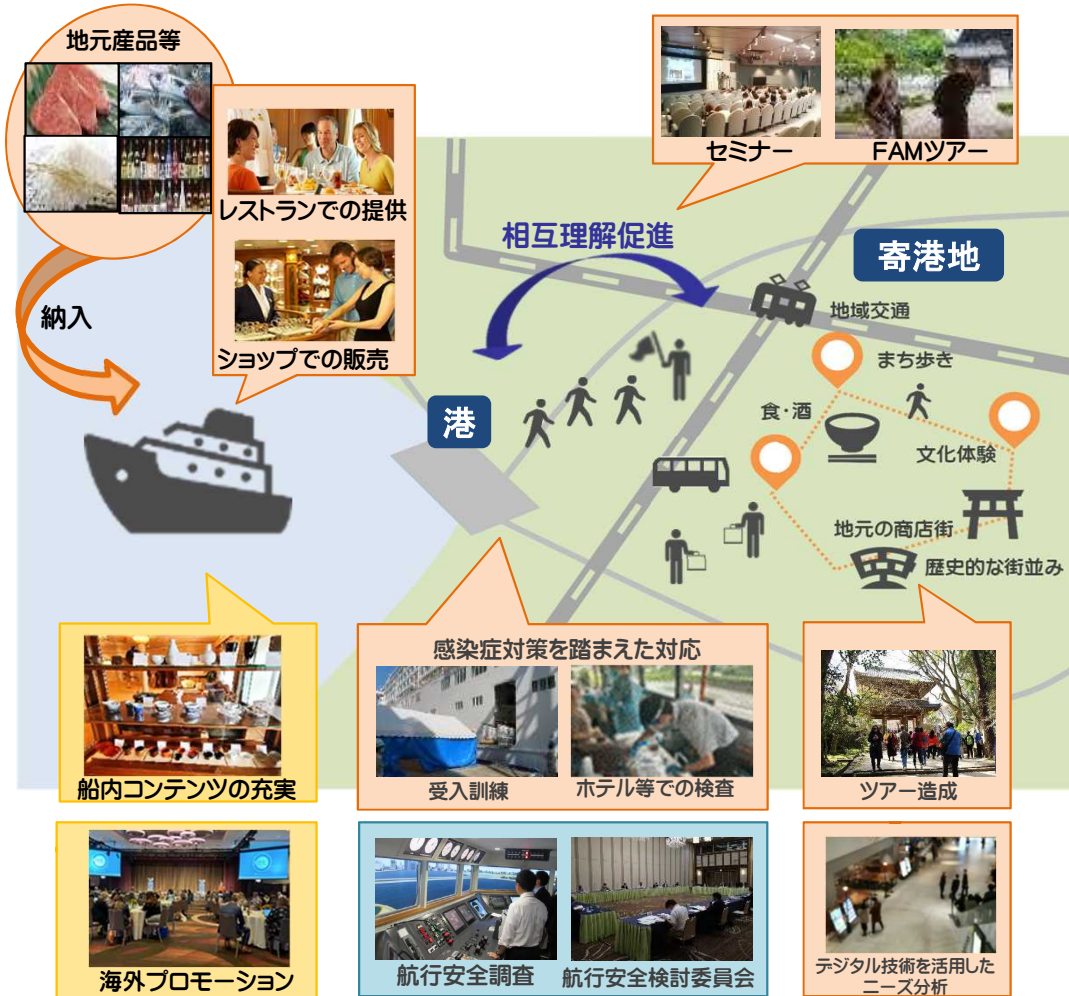 地元産品等
レストランでの提供
ショップでの販売
納入
セミナー
FAMツアー
相互理解促進
寄港地
港
地域交通
まち歩き
食・酒
文化体験
地元の商店街
歴史的な街並み
船内コンテンツの充実
感染症対策を踏まえた対応
受入訓練
ホテル等での検査
ツアー造成
海外プロモーション
航行安全調査
航行安全検討委員会
デジタル技術を活用した
ニーズ分析